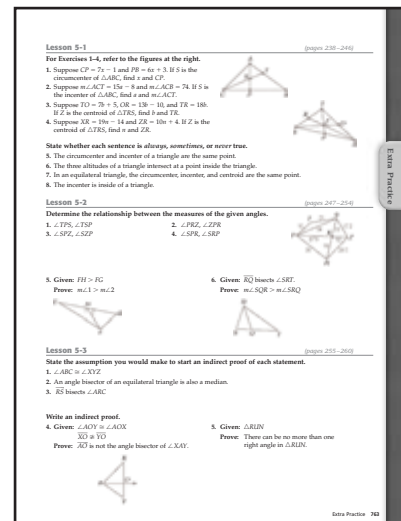 Lesson 5-1 (pages 238–246)
For Exercises 1–4, refer to the figures at the right.
1. Suppose CP = 7x − 1 and PB = 6x + 3. If S is the
circumcenter of △ABC, find x and CP.
2. Suppose m∠ACT = 15a − 8 and m∠ACB = 74. If S is
the incenter of △ABC, find a and m∠ACT.
3. Suppose TO = 7b + 5, OR = 13b − 10, and TR = 18b.
If Z is the centroid of △TRS, find b and TR.
4. Suppose XR = 19n − 14 and ZR = 10n + 4. If Z is the
centroid of △TRS, find n and ZR.
State whether each sentence is always, sometimes, or never true.
5. The circumcenter and incenter of a triangle are the same point.
6. The three altitudes of a triangle intersect at a point inside the triangle.
7. In an equilateral triangle, the circumcenter, incenter, and centroid are the same point.
8. The incenter is inside of a triangle.
Lesson 5-2 (pages 247–254)
Determine the relationship between the measures of the given angles.
1. ∠TPS, ∠TSP 2. ∠PRZ, ∠ZPR
3. ∠SPZ, ∠SZP 4. ∠SPR, ∠SRP
5. Given: FH > FG 6. Given: RQ bisects ∠SRT.
Prove: m∠1 > m∠2 Prove: m∠SQR > m∠SRQ
Lesson 5-3 (pages 255–260)
State the assumption you would make to start an indirect proof of each statement.
1. ∠ABC ≅ ∠XYZ
2. An angle bisector of an equilateral triangle is also a median.
3. RS bisects ∠ARC
Write an indirect proof.
4. Given: ∠AOY ≅ ∠AOX 5. Given: △RUN
XO ≇ YO Prove: There can be no more than one
Prove: AO is not the angle bisector of ∠XAY. right angle in △RUN.
Extra Practice
Extra Practice 763